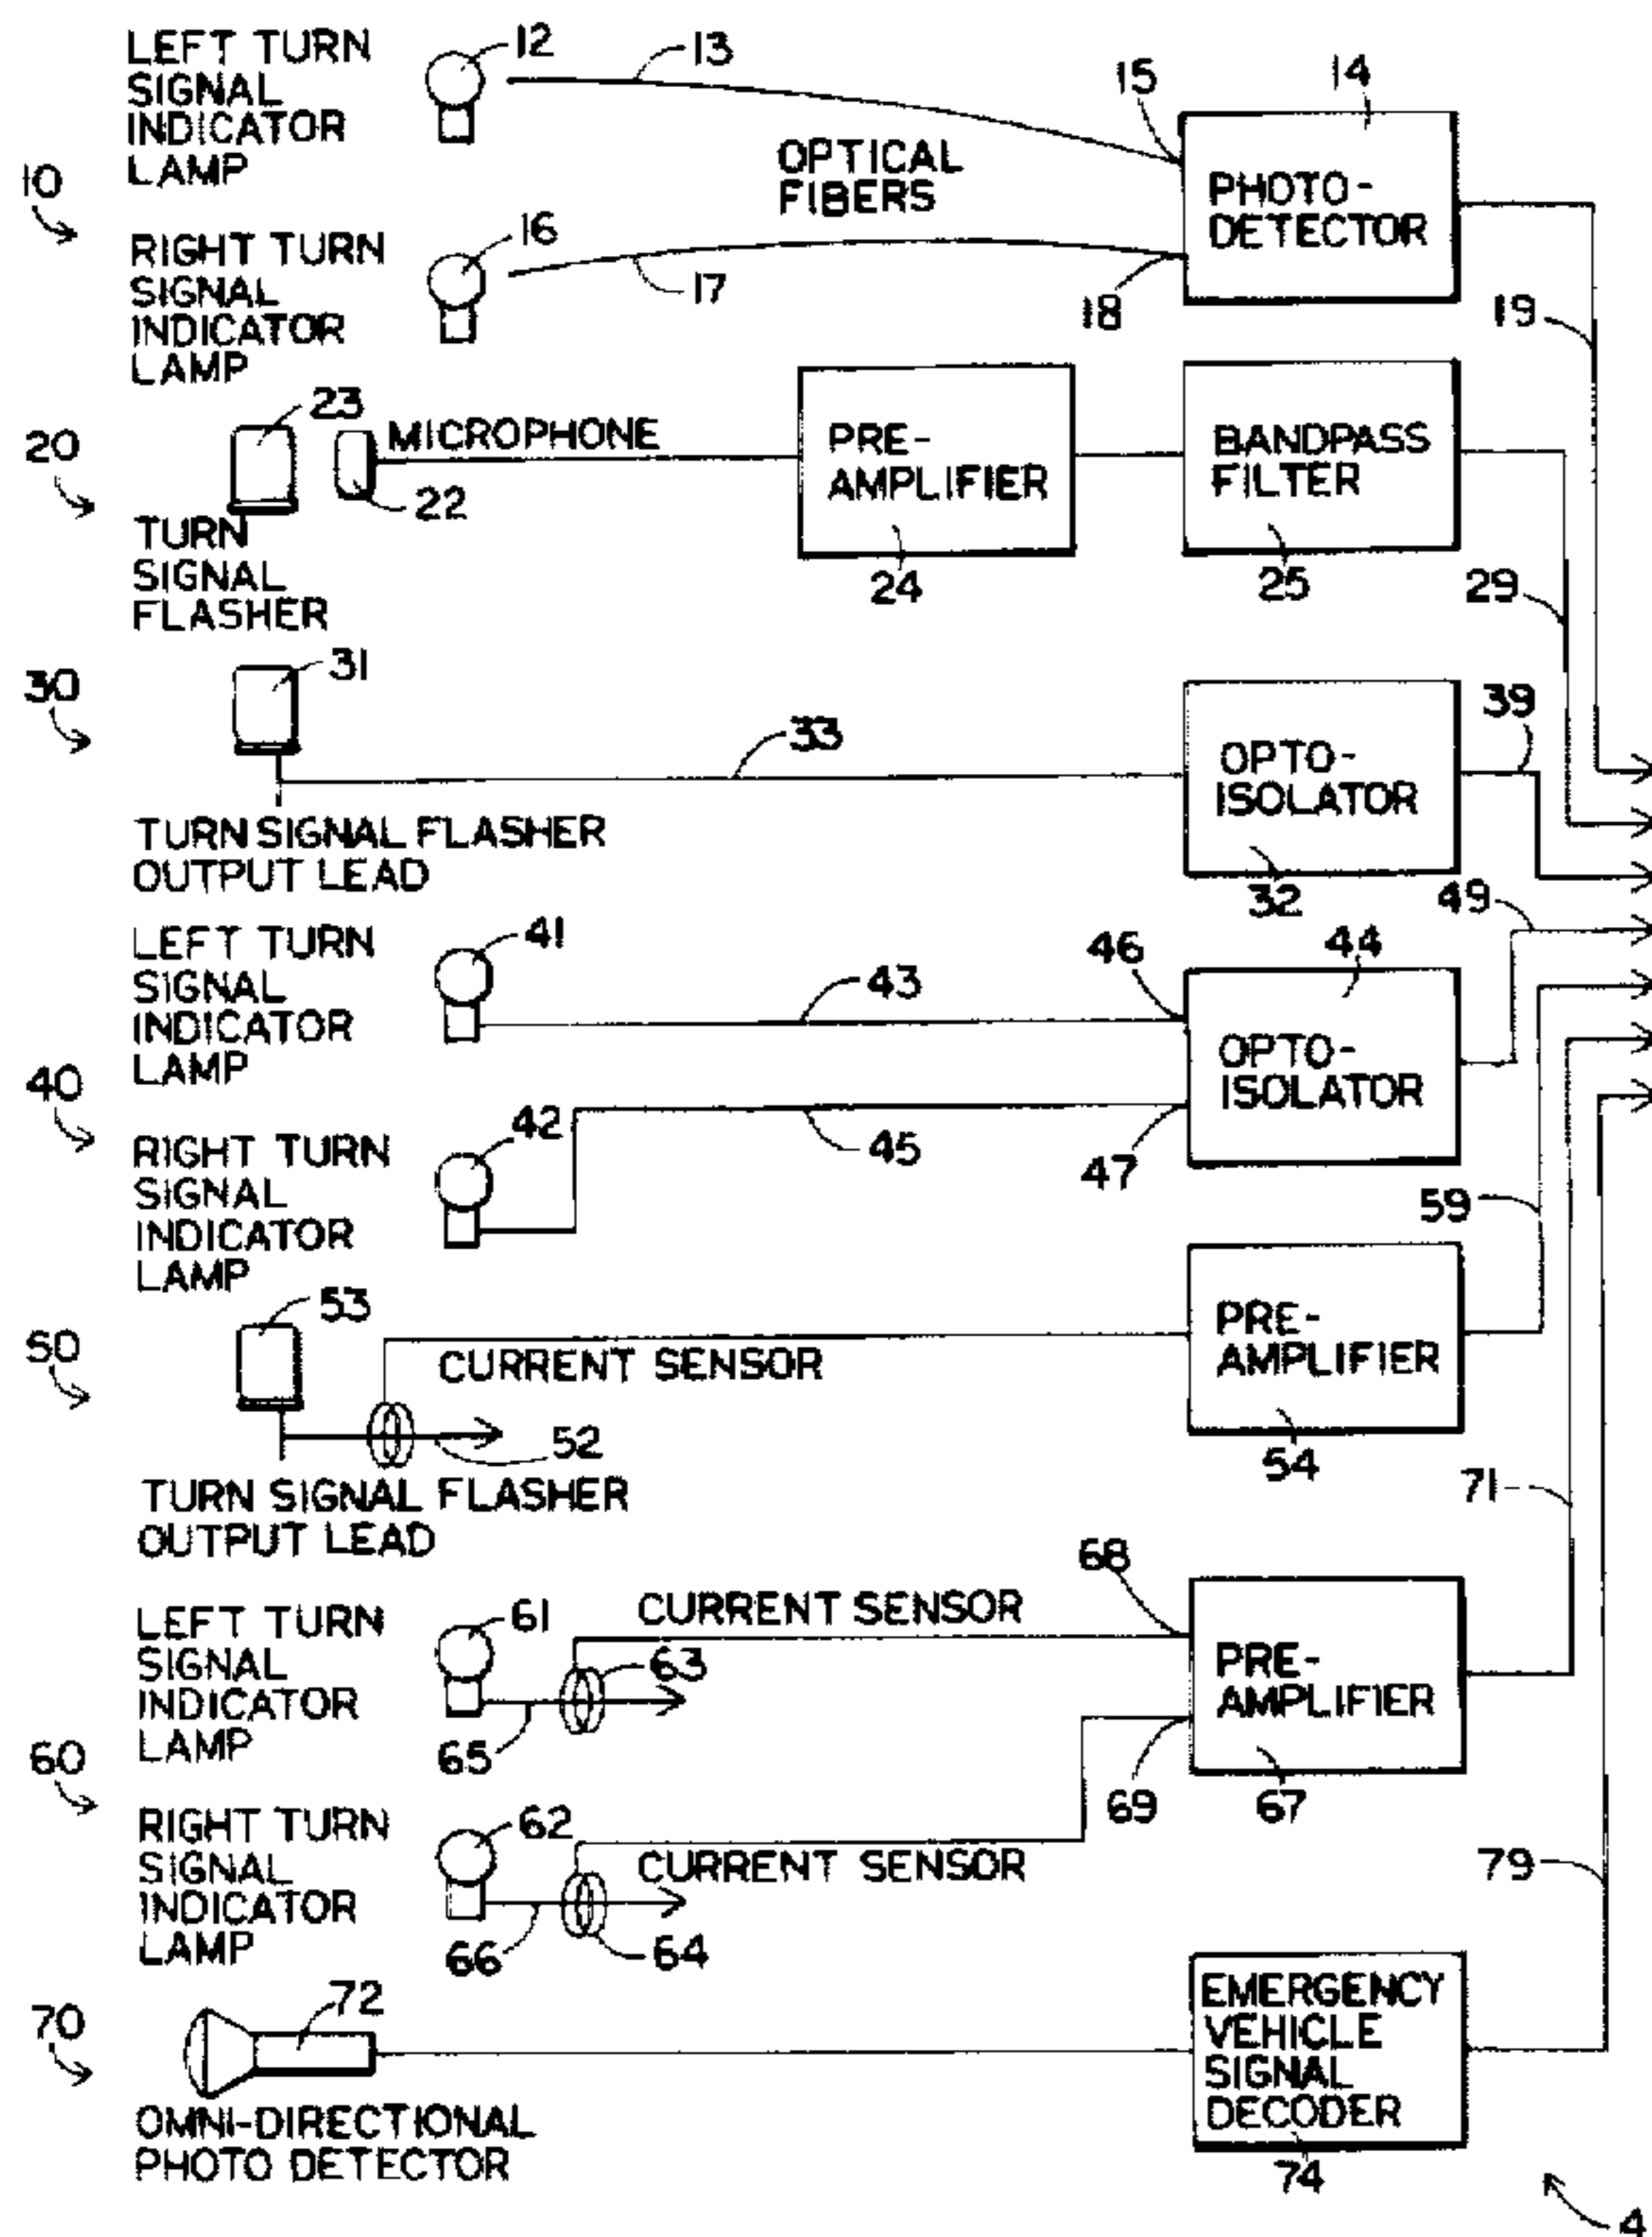 LEFT TURN
SIGNAL
INDICATOR
LAMP
12
13
15
14
OPTICAL
FIBERS
PHOTO-
DETECTOR
10
RIGHT TURN
SIGNAL
INDICATOR
LAMP
16
17
18
19
20
23
MICROPHONE
22
TURN
SIGNAL
FLASHER
PRE-
AMPLIFIER
24
BANDPASS
FILTER
25
29
30
31
33
OPTO-
ISOLATOR
32
39
TURN SIGNAL FLASHER
OUTPUT LEAD
LEFT TURN
SIGNAL
INDICATOR
LAMP
41
43
46
44
49
OPTO-
ISOLATOR
40
RIGHT TURN
SIGNAL
INDICATOR
LAMP
42
45
47
59
50
53
CURRENT SENSOR
52
PRE-
AMPLIFIER
54
TURN SIGNAL FLASHER
OUTPUT LEAD
71
LEFT TURN
SIGNAL
INDICATOR
LAMP
61
CURRENT SENSOR
63
65
68
PRE-
AMPLIFIER
69
67
60
RIGHT TURN
SIGNAL
INDICATOR
LAMP
62
CURRENT SENSOR
66
64
79
70
72
OMNI-DIRECTIONAL
PHOTO DETECTOR
EMERGENCY
VEHICLE
SIGNAL
DECODER
74
4